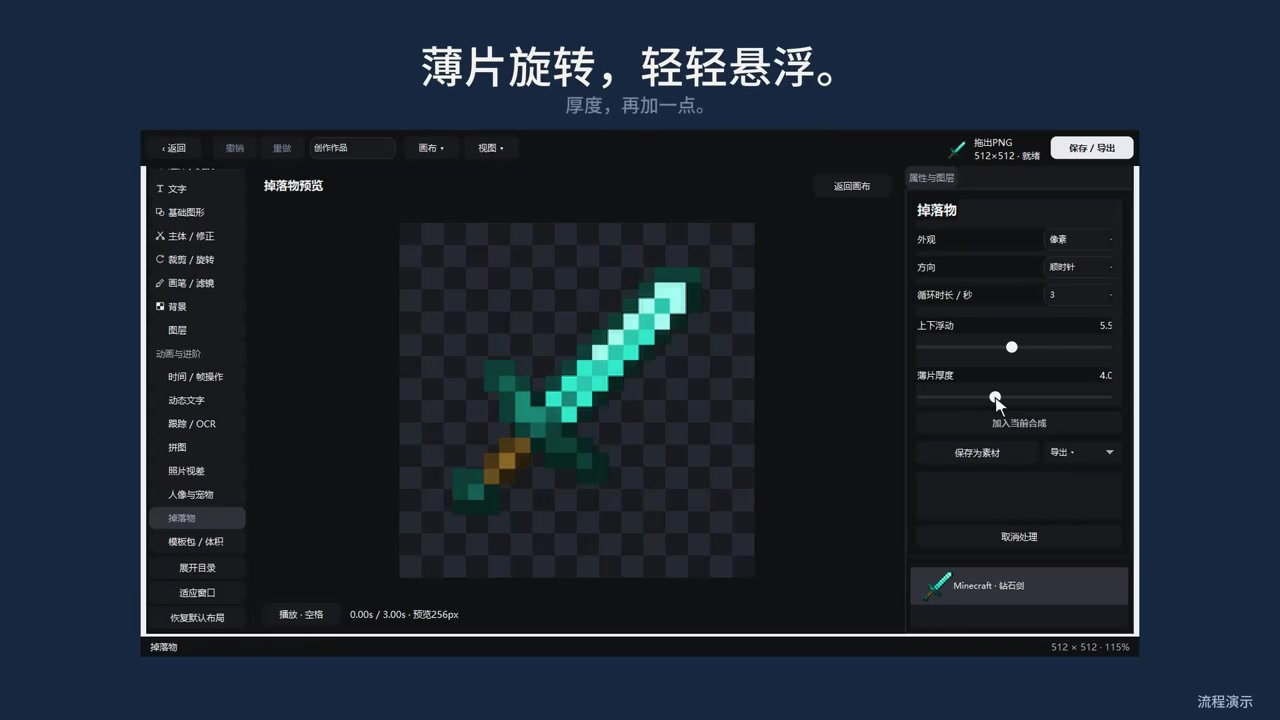 薄片旋转，轻轻悬浮。
厚度，再加一点。
‹ 返回
撤销
重做
创作作品
画布
视图
拖出PNG
512×512 · 就绪
保存 / 导出
文字
基础图形
主体 / 修正
裁剪 / 旋转
画笔 / 滤镜
背景
图层
动画与进阶
时间 / 帧操作
动态文字
跟踪 / OCR
拼图
照片视差
人像与宠物
掉落物
模板包 / 体积
展开目录
适应窗口
恢复默认布局
掉落物预览
返回画布
播放 · 空格
0.00s / 3.00s · 预览256px
属性与图层
掉落物
外观
像素
方向
顺时针
循环时长 / 秒
3
上下浮动
5.5
薄片厚度
4.0
加入当前合成
保存为素材
导出
取消处理
Minecraft · 钻石剑
掉落物
512 × 512 · 115%
流程演示